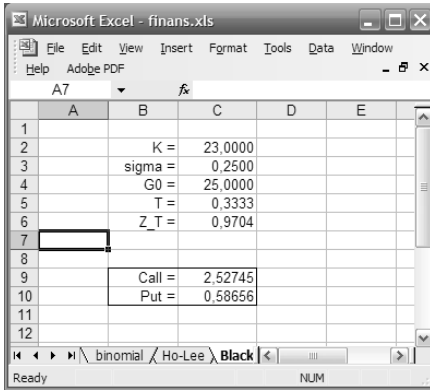 Microsoft Excel - finans.xls
File Edit View Insert Format Tools Data Window
Help Adobe PDF
A7 fx
A B C D E
1
2 K = 23,0000
3 sigma = 0,2500
4 G0 = 25,0000
5 T = 0,3333
6 Z_T = 0,9704
7
8
9 Call = 2,52745
10 Put = 0,58656
11
12
binomial Ho-Lee Black
Ready NUM